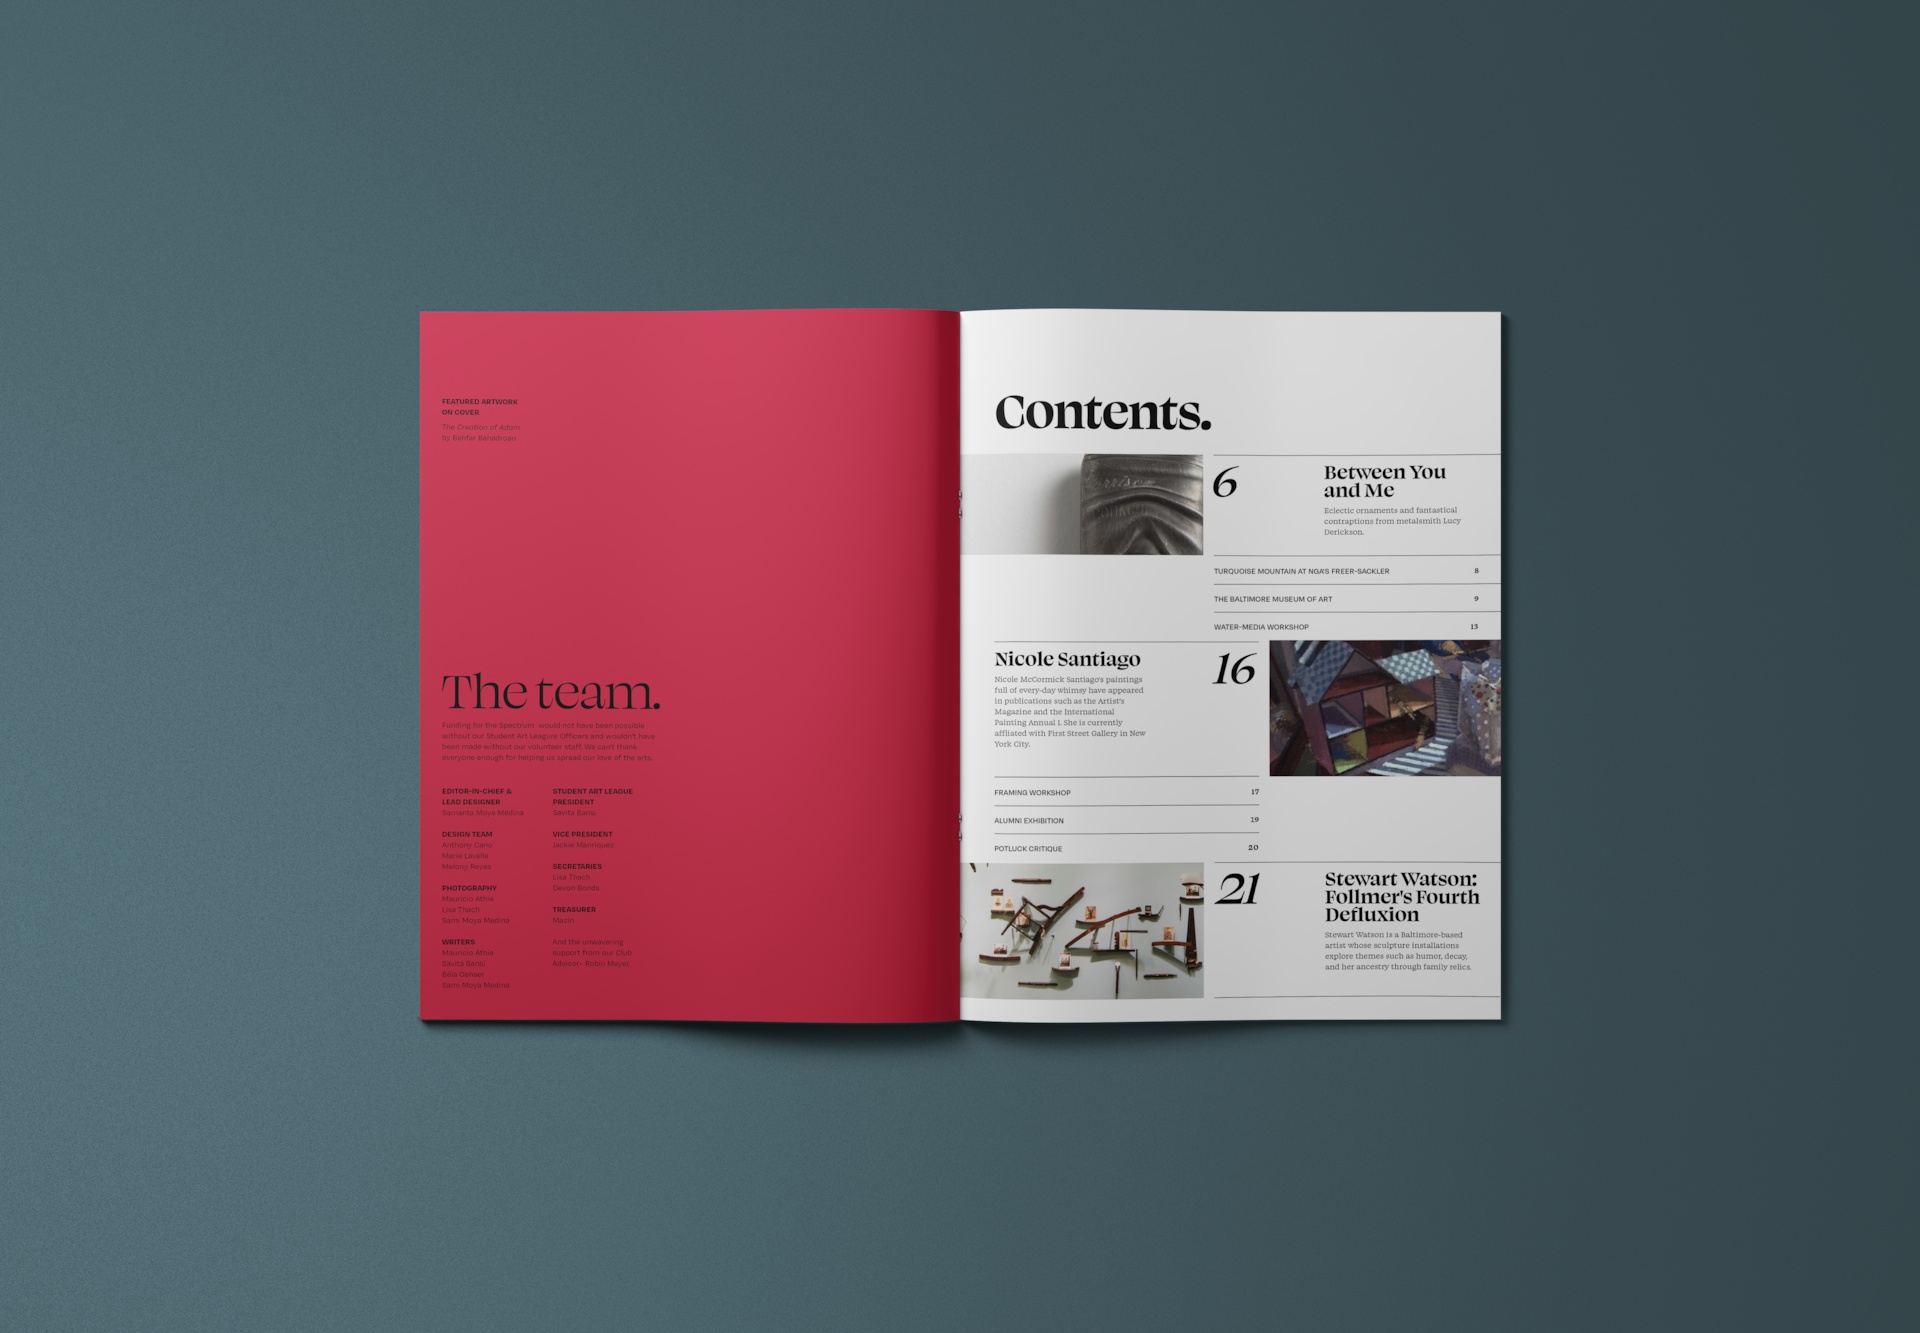 FEATURED ARTWORK
ON COVER
The Creation of Adam
by
The team.
Funding for the Spectrum would not have been possible
without our Student Art League Officers and wouldn't have
been made without our volunteer staff. We can't thank
everyone enough for helping us spread our love of the arts.
EDITOR-IN-CHIEF &
LEAD DESIGNER
Samanta Moya Medina
DESIGN TEAM
Anthony Cano
Marie Lavalle
Melony Reyes
PHOTOGRAPHY
Mauricio Athie
Lisa Thach
Sami Moya Medina
WRITERS
Mauricio Athie
Savita Bansi
Sami Moya Medina
STUDENT ART LEAGUE
PRESIDENT
Savita Bansi
VICE PRESIDENT
Jackie Manriquez
SECRETARIES
Lisa Thach
Devon Bonds
TREASURER
Mazin
And the unwavering
support from our Club
Advisor- Robin Meyer
Contents.
6
Between You
and Me
Eclectic ornaments and fantastical
contraptions from metalsmith Lucy
Derickson.
TURQUOISE MOUNTAIN AT NGA'S FREER-SACKLER 8
THE BALTIMORE MUSEUM OF ART 9
WATER-MEDIA WORKSHOP 13
Nicole Santiago
Nicole McCormick Santiago's paintings
full of every-day whimsy have appeared
in publications such as the Artist's
Magazine and the International
Painting Annual I. She is currently
affliated with First Street Gallery in New
York City.
16
FRAMING WORKSHOP 17
ALUMNI EXHIBITION 19
POTLUCK CRITIQUE 20
21
Stewart Watson:
Follmer's Fourth
Defluxion
Stewart Watson is a Baltimore-based
artist whose sculpture installations
explore themes such as humor, decay,
and her ancestry through family relics.